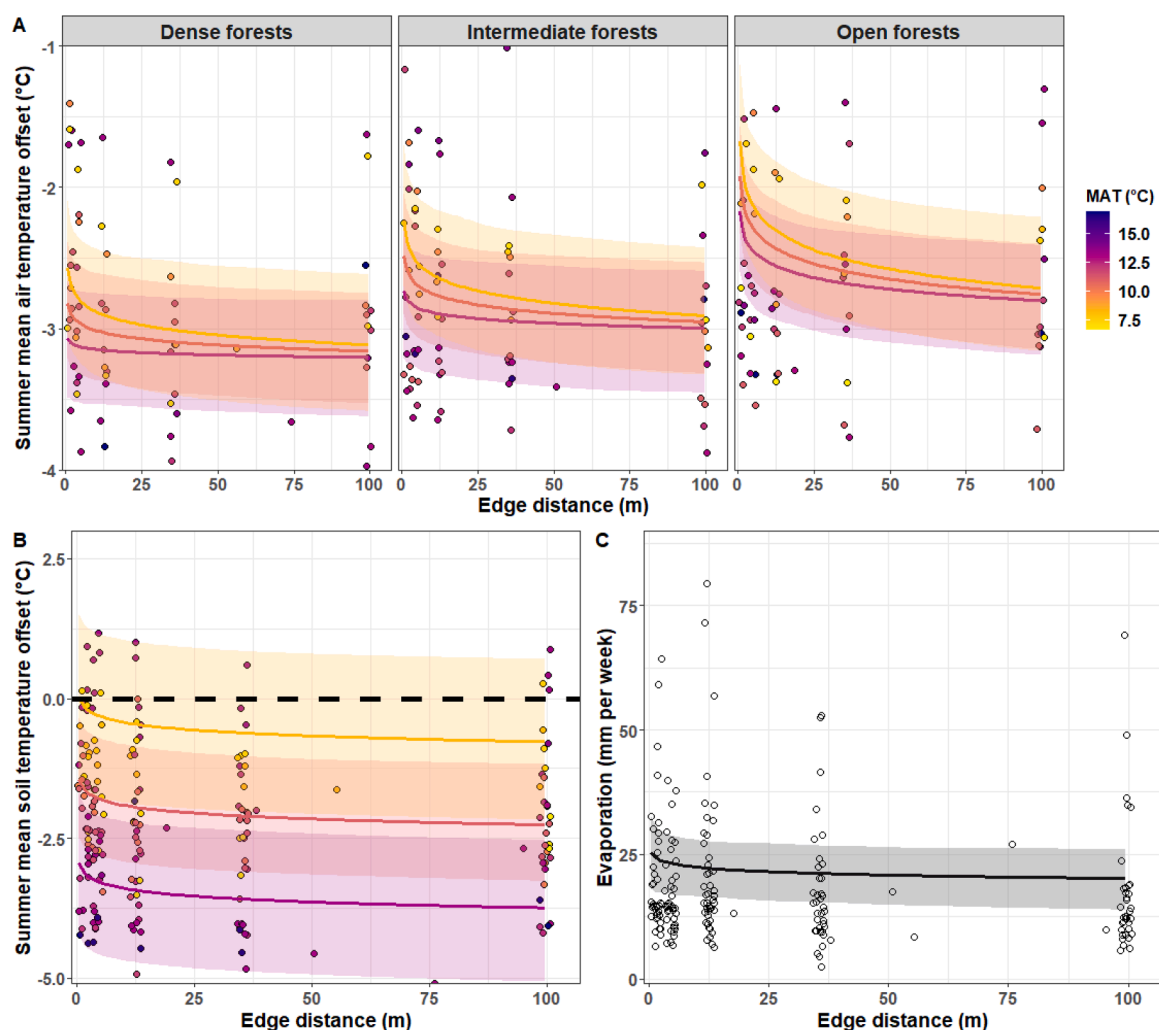 A
Dense forests
Intermediate forests
Open forests
Summer mean air temperature offset (°C)
-1
-2
-3
-4
0 25 50 75 100
0 25 50 75 100
0 25 50 75 100
Edge distance (m)
MAT (°C)
15.0
12.5
10.0
7.5
B
Summer mean soil temperature offset (°C)
2.5
0.0
-2.5
-5.0
0 25 50 75 100
Edge distance (m)
C
Evaporation (mm per week)
75
50
25
0
0 25 50 75 100
Edge distance (m)